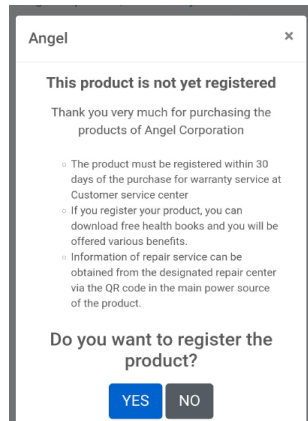 Angel ×
This product is not yet registered
Thank you very much for purchasing the
products of Angel Corporation
The product must be registered within 30
days of the purchase for warranty service at
Customer service center
If you register your product, you can
download free health books and you will be
offered various benefits.
Information of repair service can be
obtained from the designated repair center
via the QR code in the main power source
of the product.
Do you want to register the
product?
YES NO